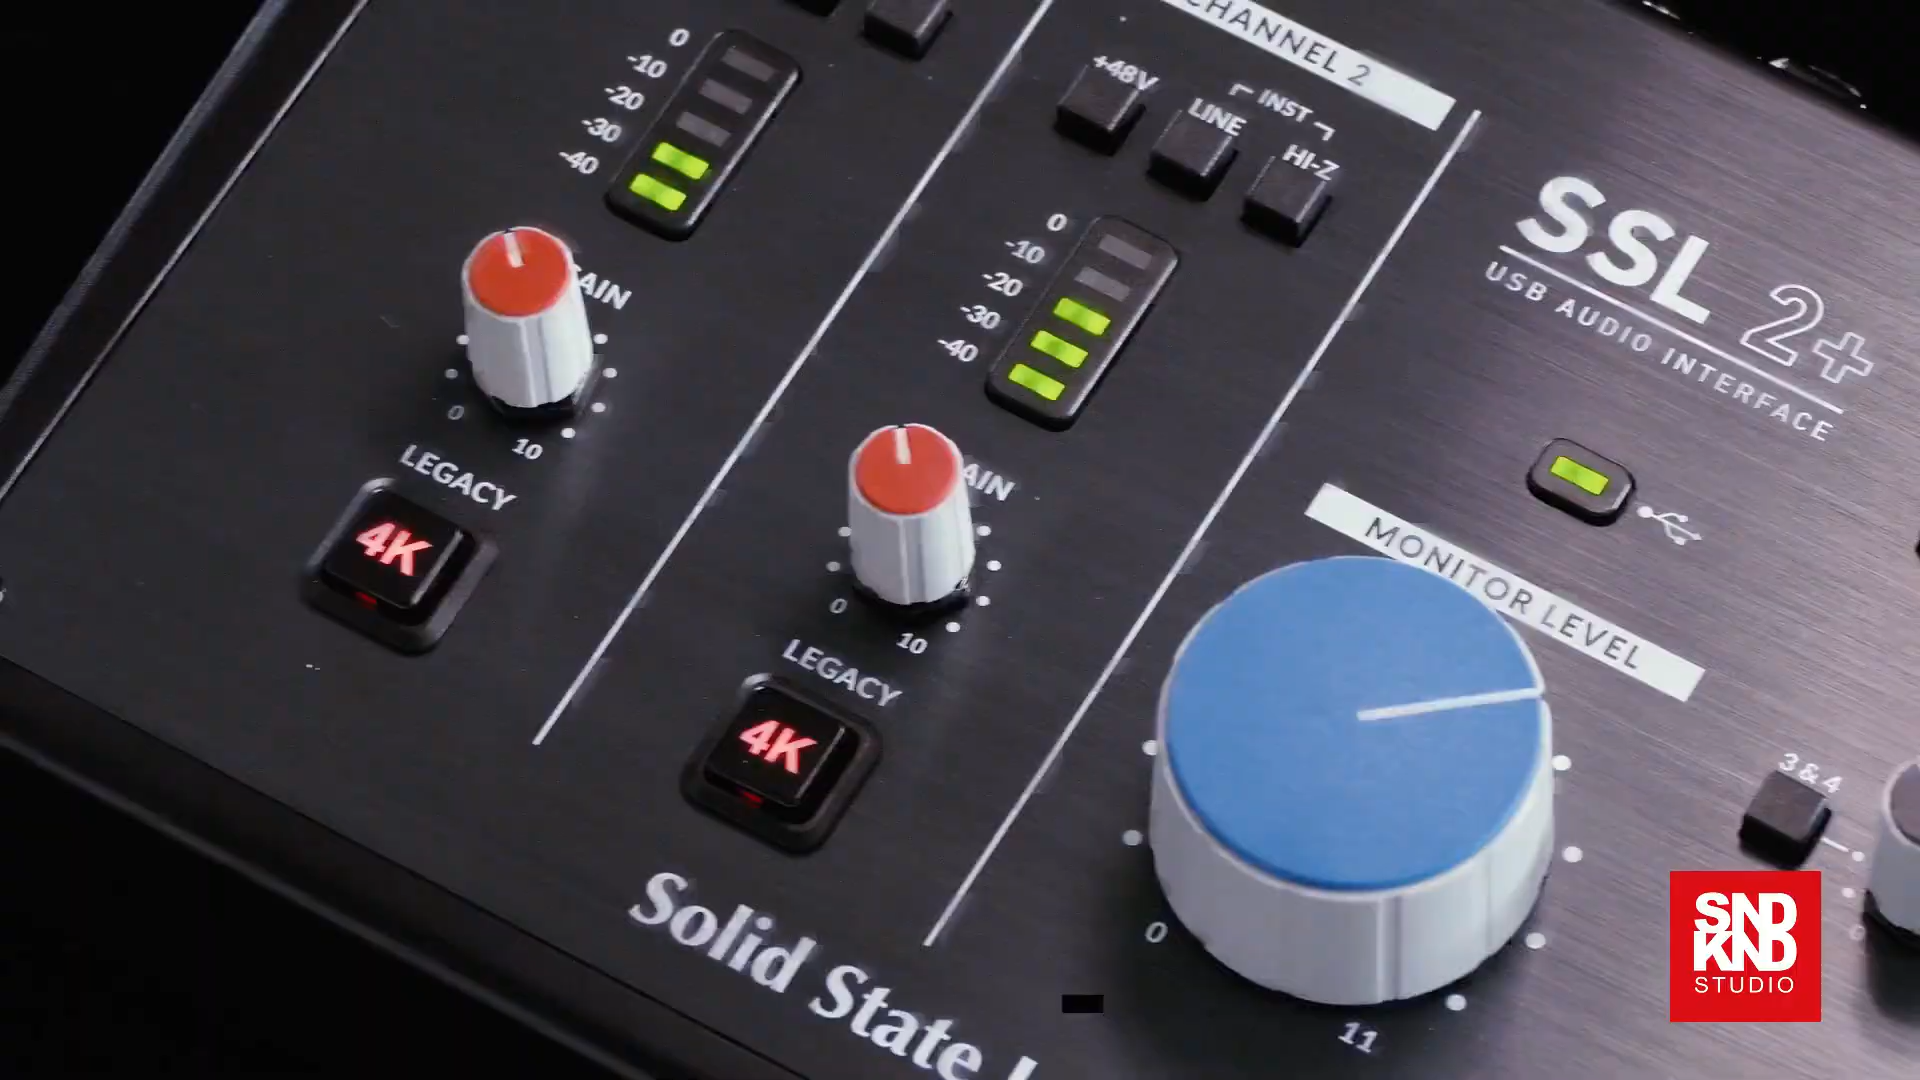 0
-10
-20
-30
-40
AIN
0
10
LEGACY
4K
CHANNEL 2
+48V
LINE
INST
HI-Z
0
-10
-20
-30
-40
AIN
0
10
LEGACY
4K
Solid State
SSL 2+
USB AUDIO INTERFACE
MONITOR LEVEL
0
11
3&4
0
SND
KND
STUDIO